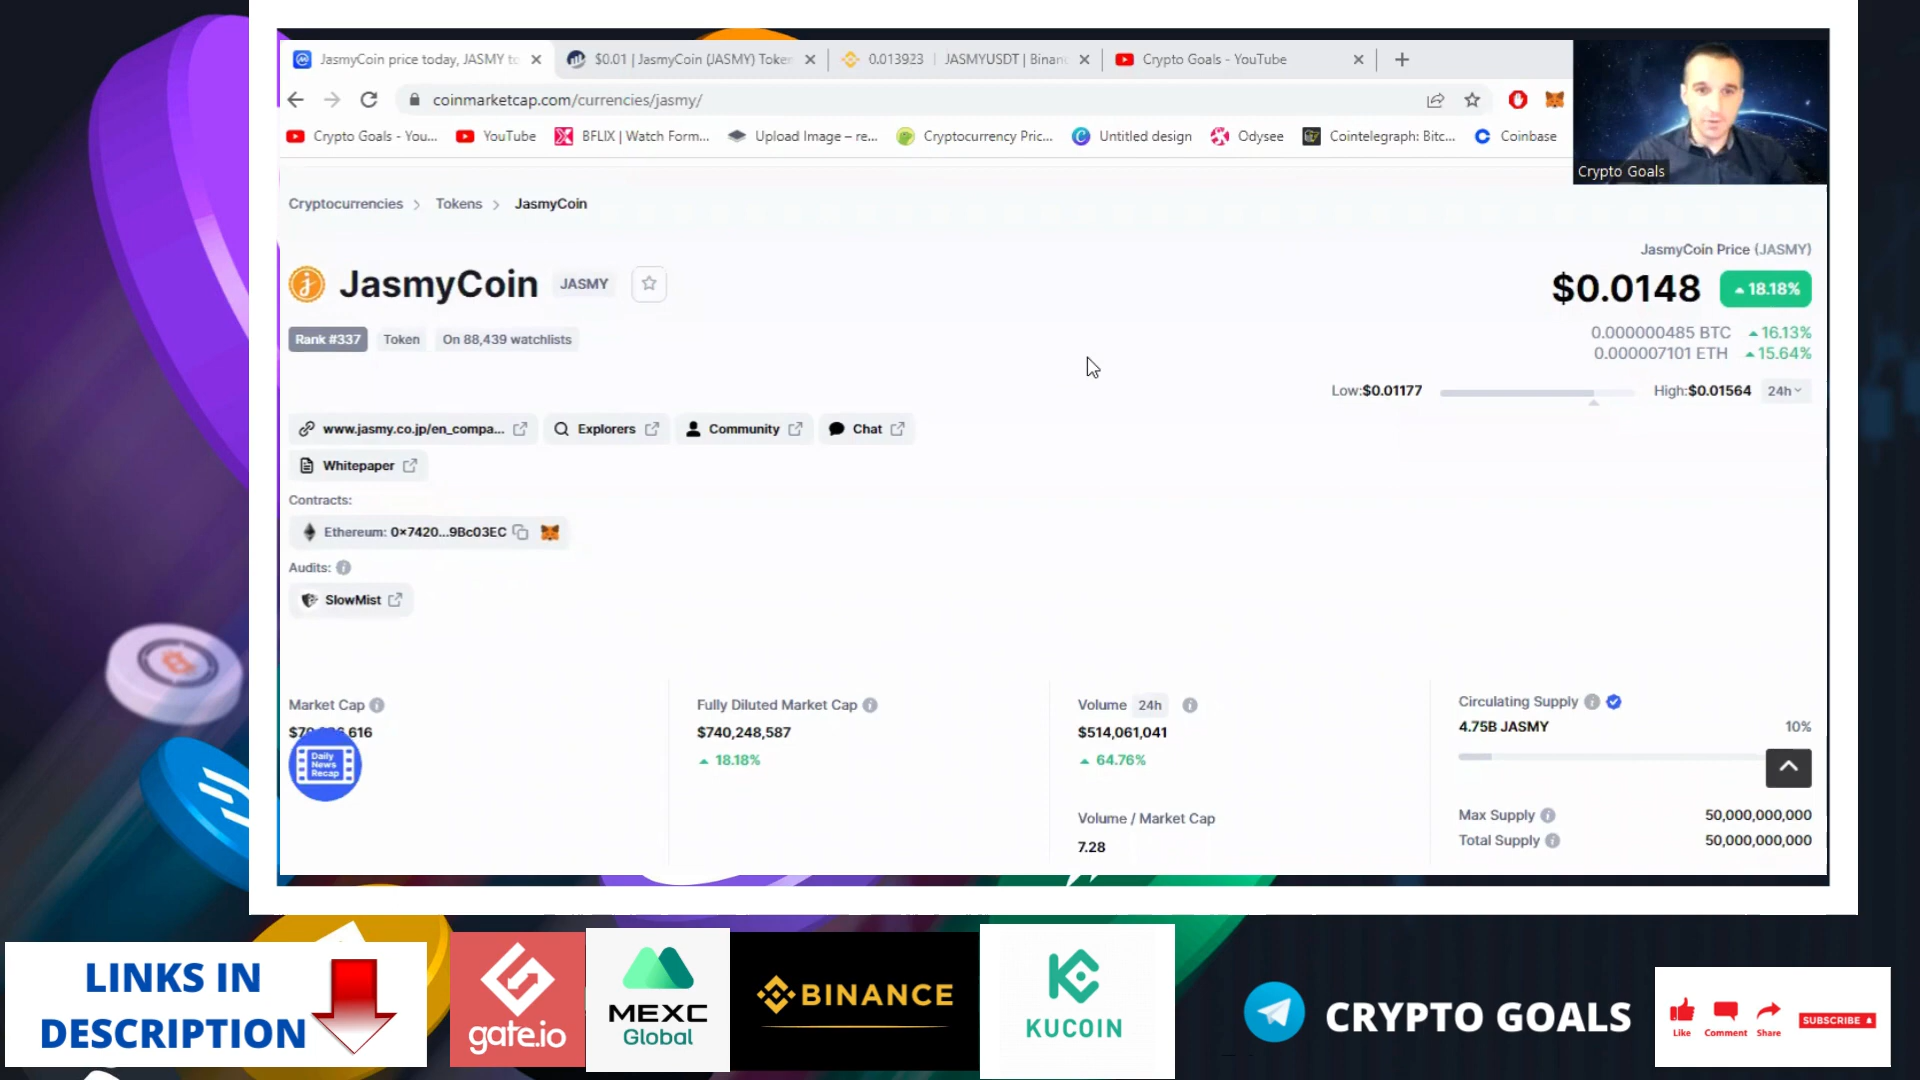 JasmyCoin price today, JASMY to
$0.01 | JasmyCoin (JASMY) Token
0.013923 | JASMYUSDT | Binan
Crypto Goals - YouTube
coinmarketcap.com/currencies/jasmy/
Crypto Goals - You...
YouTube
BFLIX | Watch Form...
Upload Image – re...
Cryptocurrency Pric...
Untitled design
Odysee
Cointelegraph: Bitc...
Coinbase
Crypto Goals
Cryptocurrencies > Tokens > JasmyCoin
JasmyCoin Price (JASMY)
JasmyCoin JASMY
$0.0148 18.18%
0.000000485 BTC 16.13%
0.000007101 ETH 15.64%
Rank #337 Token On 88,439 watchlists
Low:$0.01177 High:$0.01564 24h
www.jasmy.co.jp/en_compa... Explorers Community Chat
Whitepaper
Contracts:
Ethereum: 0x7420...9Bc03EC
Audits:
SlowMist
Market Cap
616
Daily
News
Recap
Fully Diluted Market Cap
$740,248,587
18.18%
Volume 24h
$514,061,041
64.76%
Volume / Market Cap
7.28
Circulating Supply
4.75B JASMY 10%
Max Supply 50,000,000,000
Total Supply 50,000,000,000
LINKS IN
DESCRIPTION
gate.io
MEXC
Global
BINANCE
KUCOIN
CRYPTO GOALS
Like Comment Share SUBSCRIBE